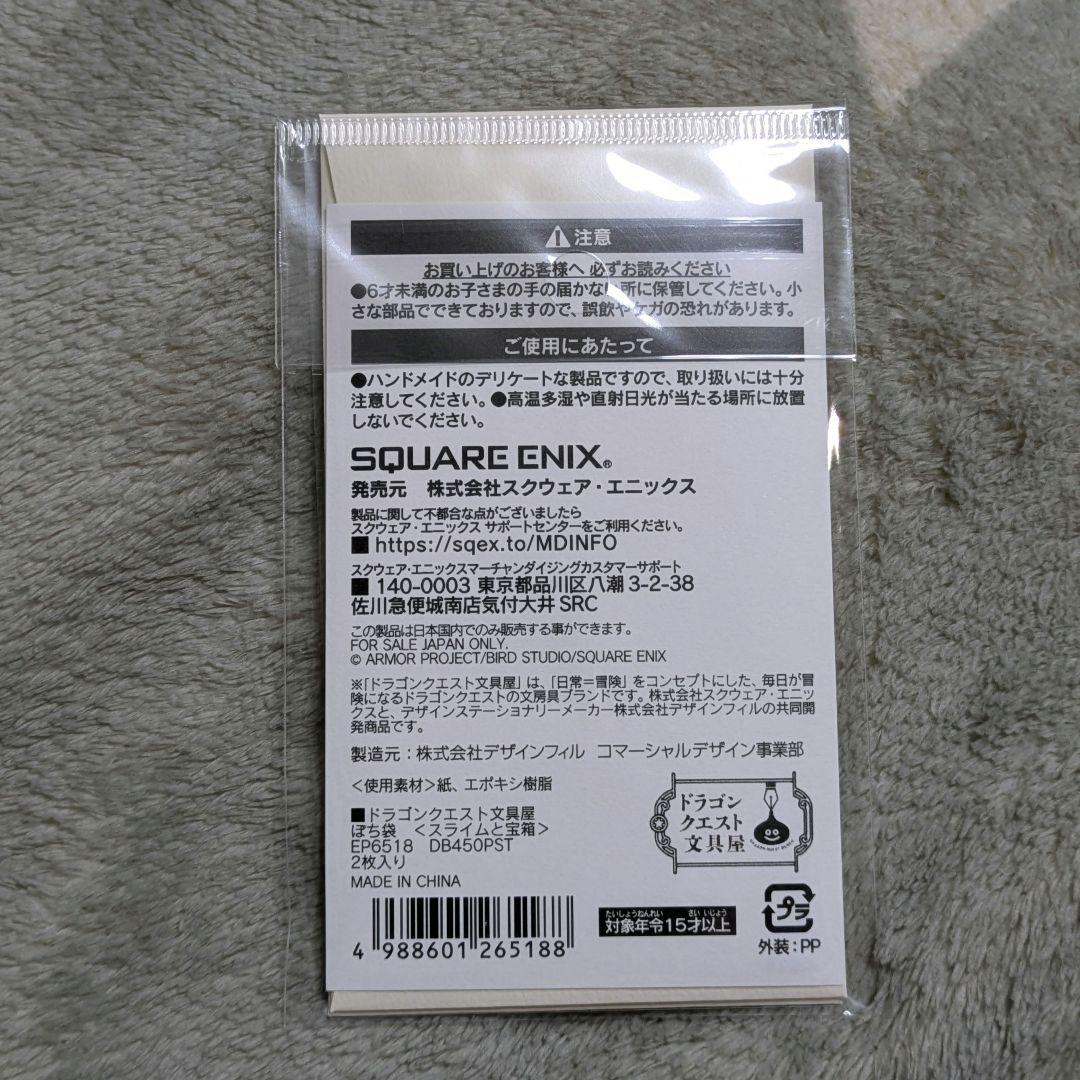 注意
お買い上げのお客様へ 必ずお読みください
●6才未満のお子さまの手の届かない所に保管してください。小
さな部品でできておりますので、誤飲やケガの恐れがあります。
ご使用にあたって
●ハンドメイドのデリケートな製品ですので、取り扱いには十分
注意してください。●高温多湿や直射日光が当たる場所に放置
しないでください。
SQUARE ENIX®
発売元 株式会社スクウェア・エニックス
製品に関して不都合な点がございましたら
スクウェア・エニックス サポートセンターをご利用ください。
■ https://sqex.to/MDINFO
スクウェア・エニックスマーチャンダイジングカスタマーサポート
■ 140-0003 東京都品川区八潮 3-2-38
佐川急便城南店気付大井 SRC
この製品は日本国内でのみ販売する事ができます。
FOR SALE JAPAN ONLY.
© ARMOR PROJECT/BIRD STUDIO/SQUARE ENIX
※「ドラゴンクエスト文具屋」は、「日常＝冒険」をコンセプトにした、毎日が冒
険になるドラゴンクエストの文房具ブランドです。株式会社スクウェア・エニッ
クスと、デザインステーショナリーメーカー株式会社デザインフィルの共同開
発商品です。
製造元：株式会社デザインフィル コマーシャルデザイン事業部
＜使用素材＞紙、エポキシ樹脂
■ドラゴンクエスト文具屋
ぽち袋 ＜スライムと宝箱＞
EP6518 DB450PST
2枚入り
MADE IN CHINA
ドラゴン
クエスト
文具屋
4 988601 265188
たいしょうねんれい さい いじょう
対象年令15才以上
プラ
外装：PP